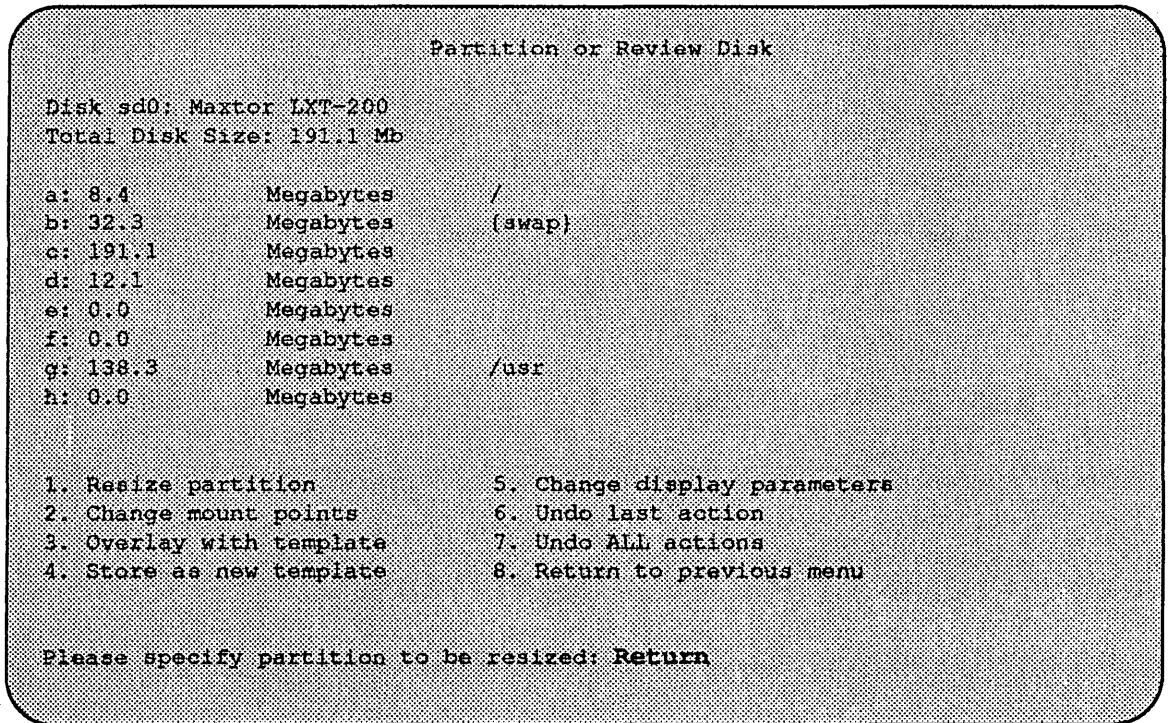 Partition or Review Disk
Disk sd0: Maxtor LXT-200
Total Disk Size: 191.1 Mb
a: 8.4 Megabytes /
b: 32.3 Megabytes (swap)
c: 191.1 Megabytes
d: 12.1 Megabytes
e: 0.0 Megabytes
f: 0.0 Megabytes
g: 138.3 Megabytes /usr
h: 0.0 Megabytes
1. Resize partition 5. Change display parameters
2. Change mount points 6. Undo last action
3. Overlay with template 7. Undo ALL actions
4. Store as new template 8. Return to previous menu
Please specify partition to be resized: Return